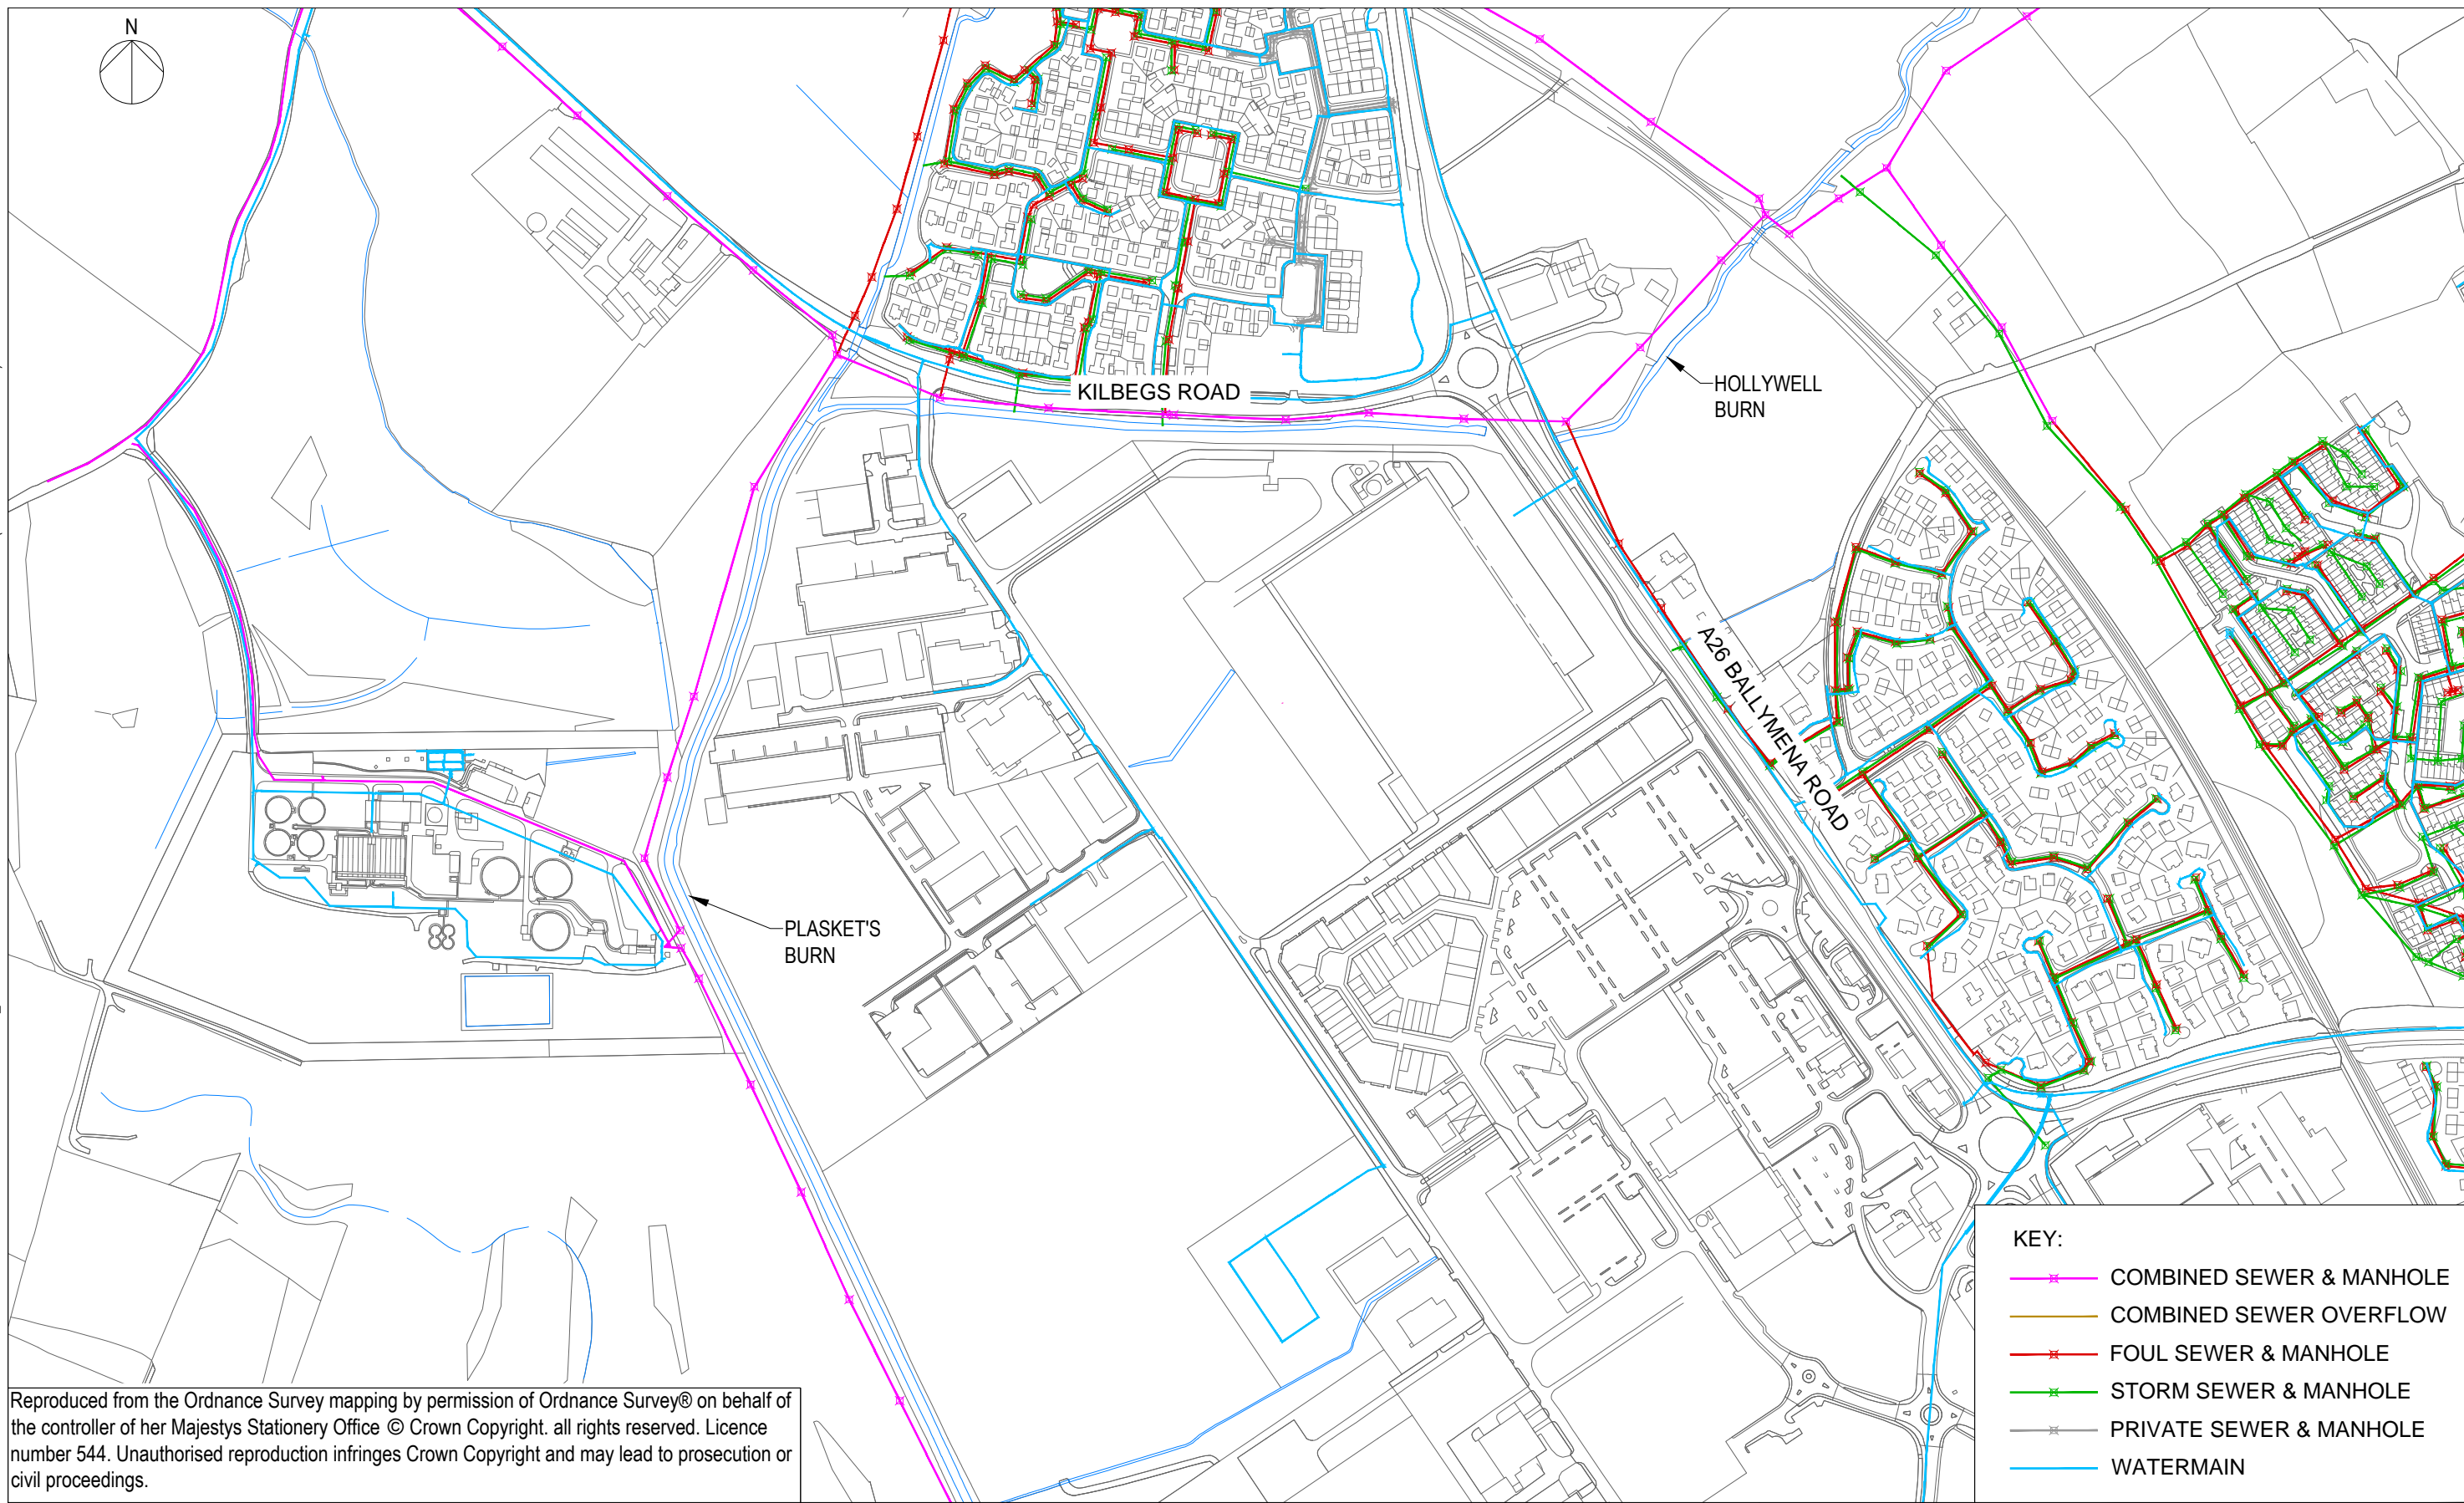 N
KILBEGS ROAD
HOLLYWELL
BURN
A26 BALLYMENA ROAD
PLASKET'S
BURN
KEY:
COMBINED SEWER & MANHOLE
COMBINED SEWER OVERFLOW
FOUL SEWER & MANHOLE
STORM SEWER & MANHOLE
PRIVATE SEWER & MANHOLE
WATERMAIN
Reproduced from the Ordnance Survey mapping by permission of Ordnance Survey® on behalf of
the controller of her Majestys Stationery Office © Crown Copyright. all rights reserved. Licence
number 544. Unauthorised reproduction infringes Crown Copyright and may lead to prosecution or
civil proceedings.